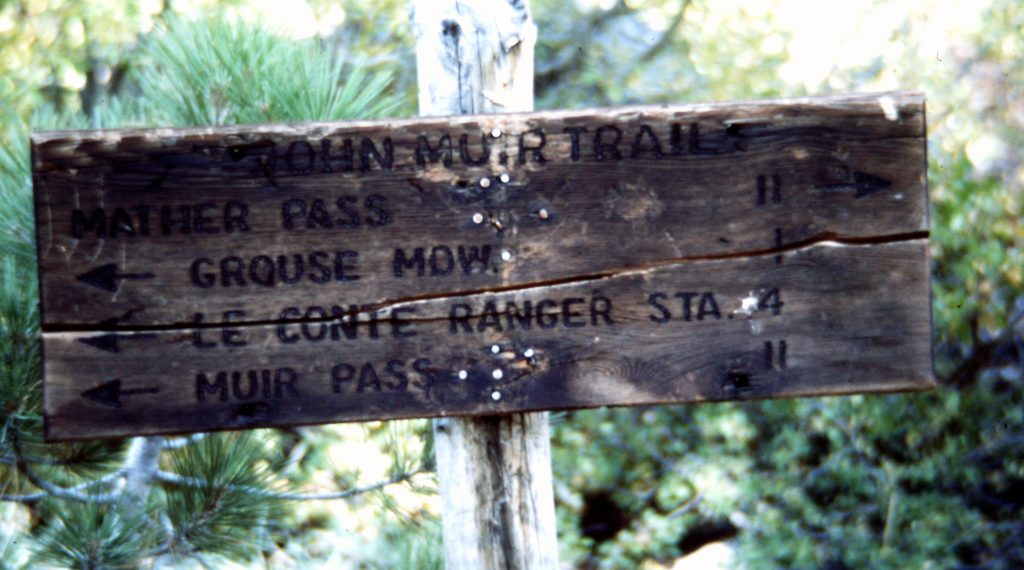 JOHN MUIR TRAIL
MATHER PASS 11 →
← GROUSE MDW. 1
← LE CONTE RANGER STA. 4
← MUIR PASS 11